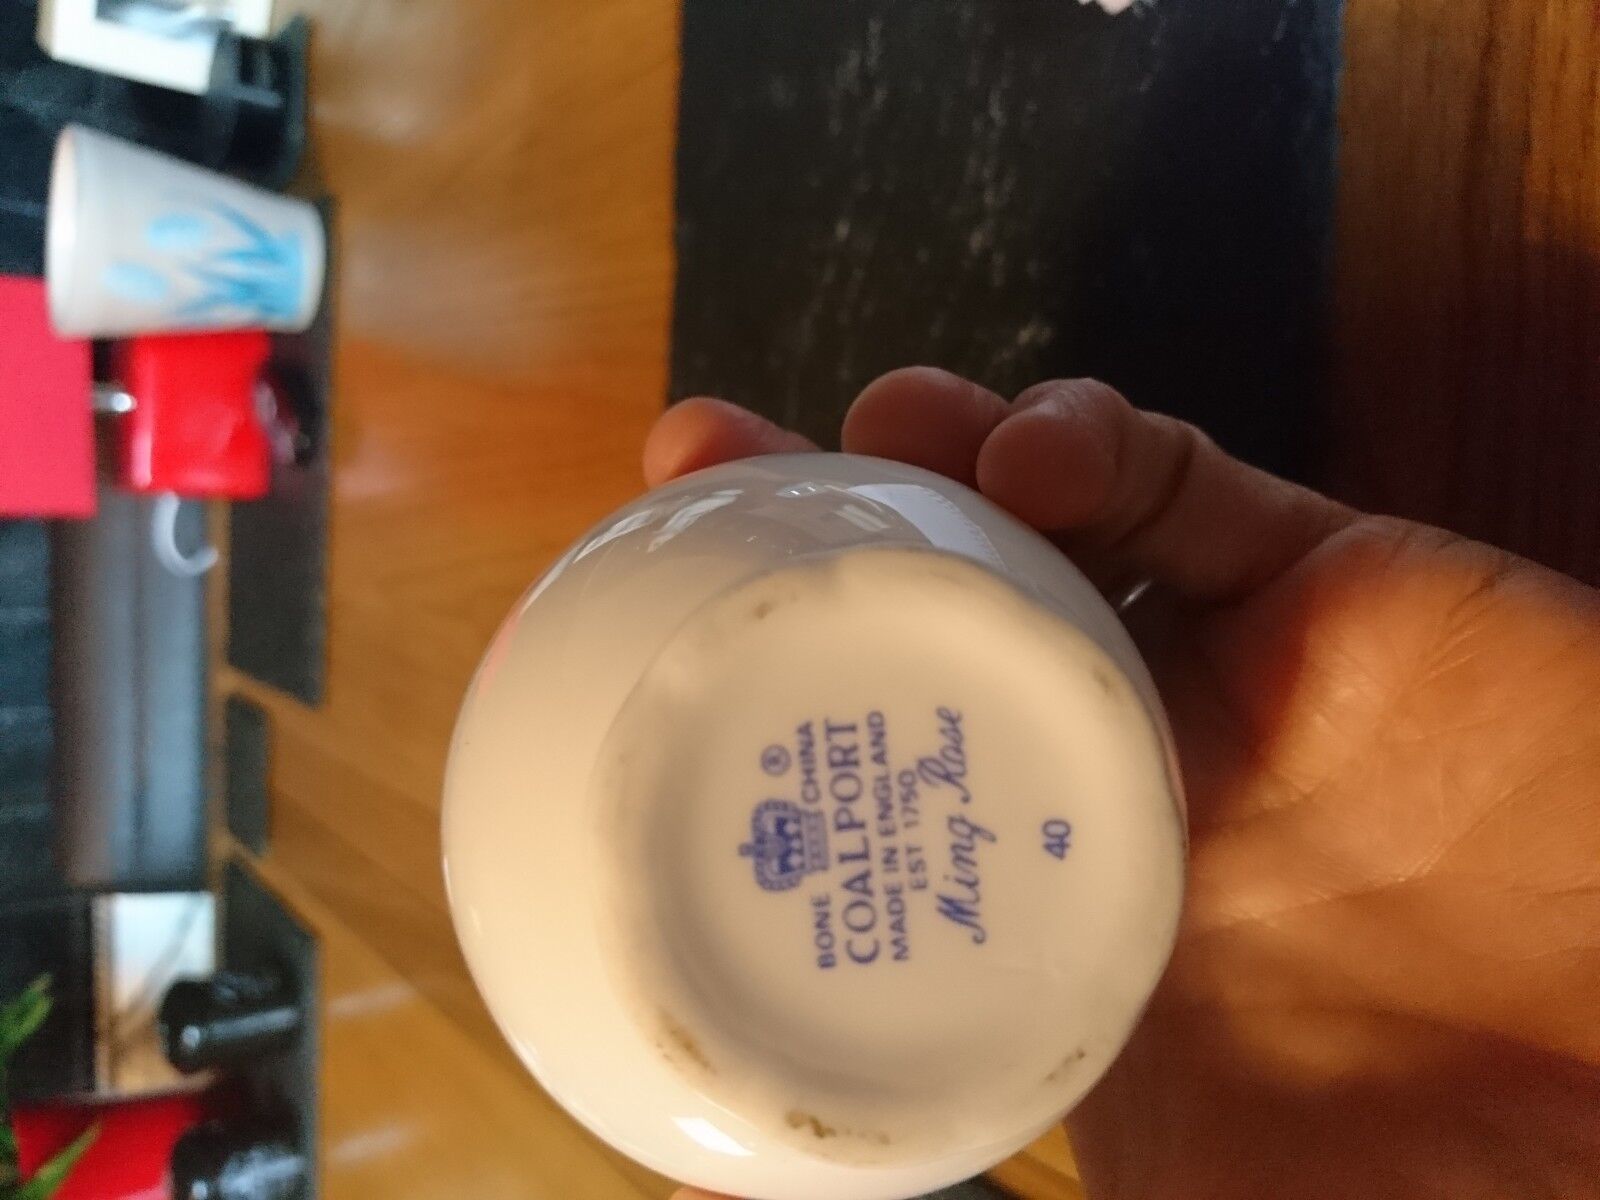 ®
BONE CHINA
COALPORT
MADE IN ENGLAND
EST 1750
Ming Rose
40